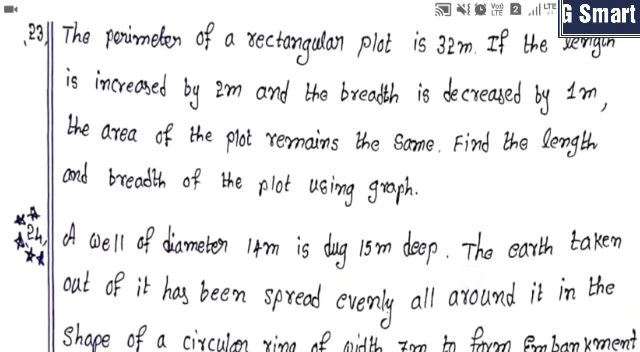 G Smart
23, The perimeter of a rectangular plot is 32m. If the length
is increased by 2m and the breadth is decreased by 1m,
the area of the plot remains the same. Find the length
and breadth of the plot using graph.
24, A well of diameter 14m is dug 15m deep. The earth taken
out of it has been spread evenly all around it in the
shape of a circular ring of width 7m to form Embankment